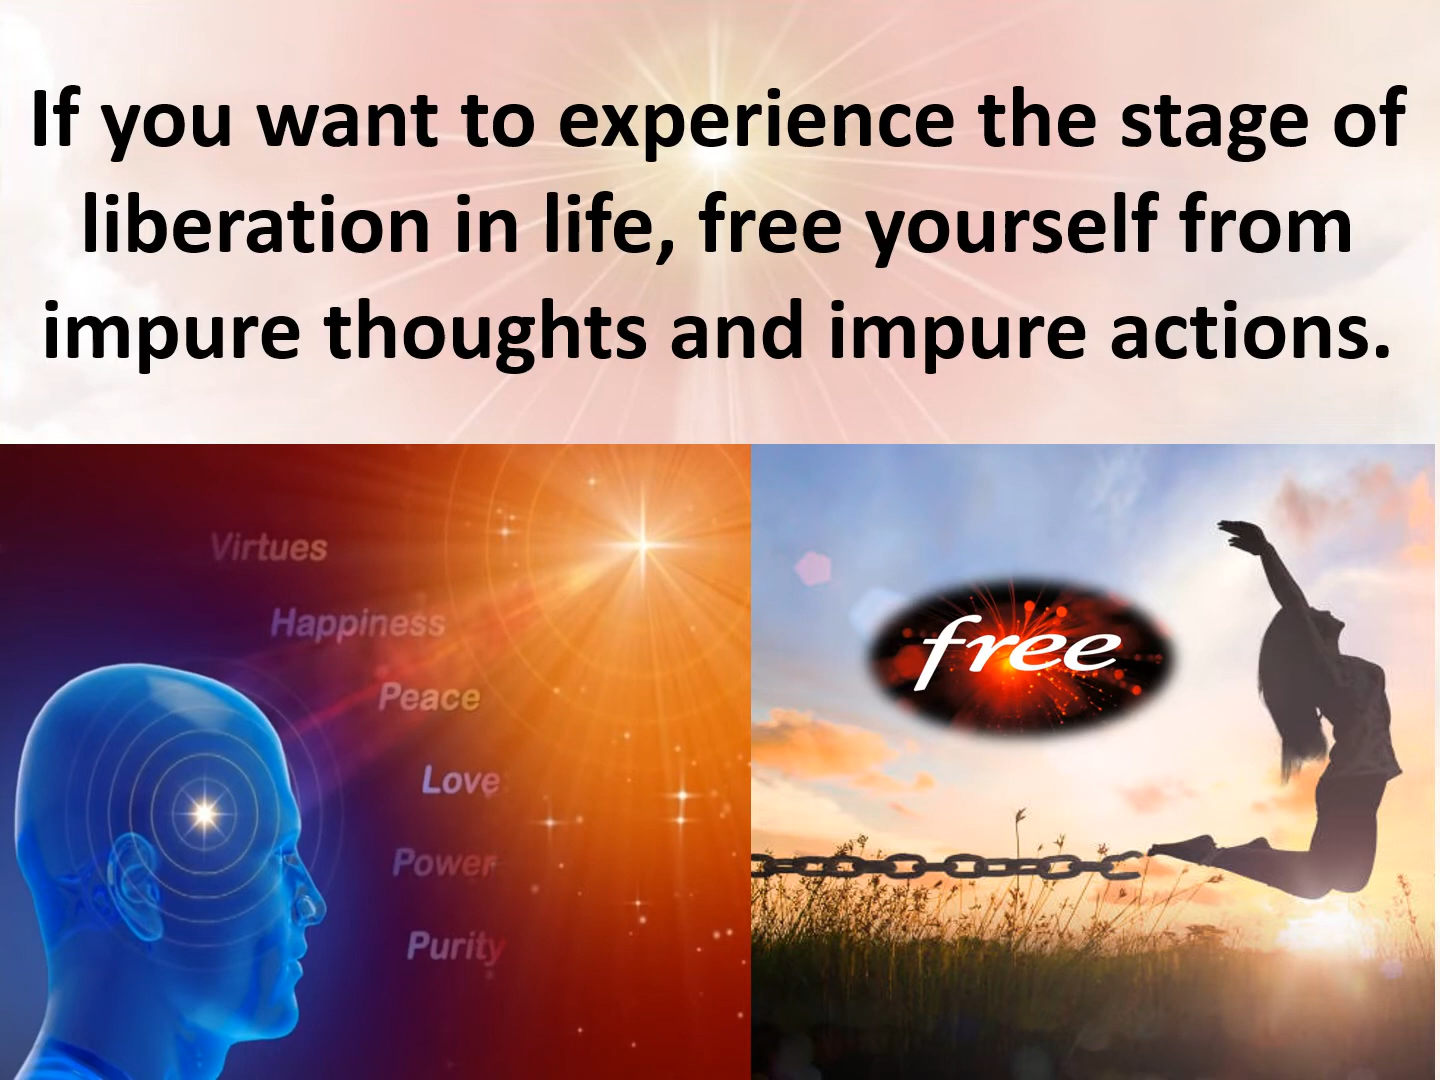 If you want to experience the stage of
liberation in life, free yourself from
impure thoughts and impure actions.
Virtues
Happiness
Peace
Love
Power
Purity
free